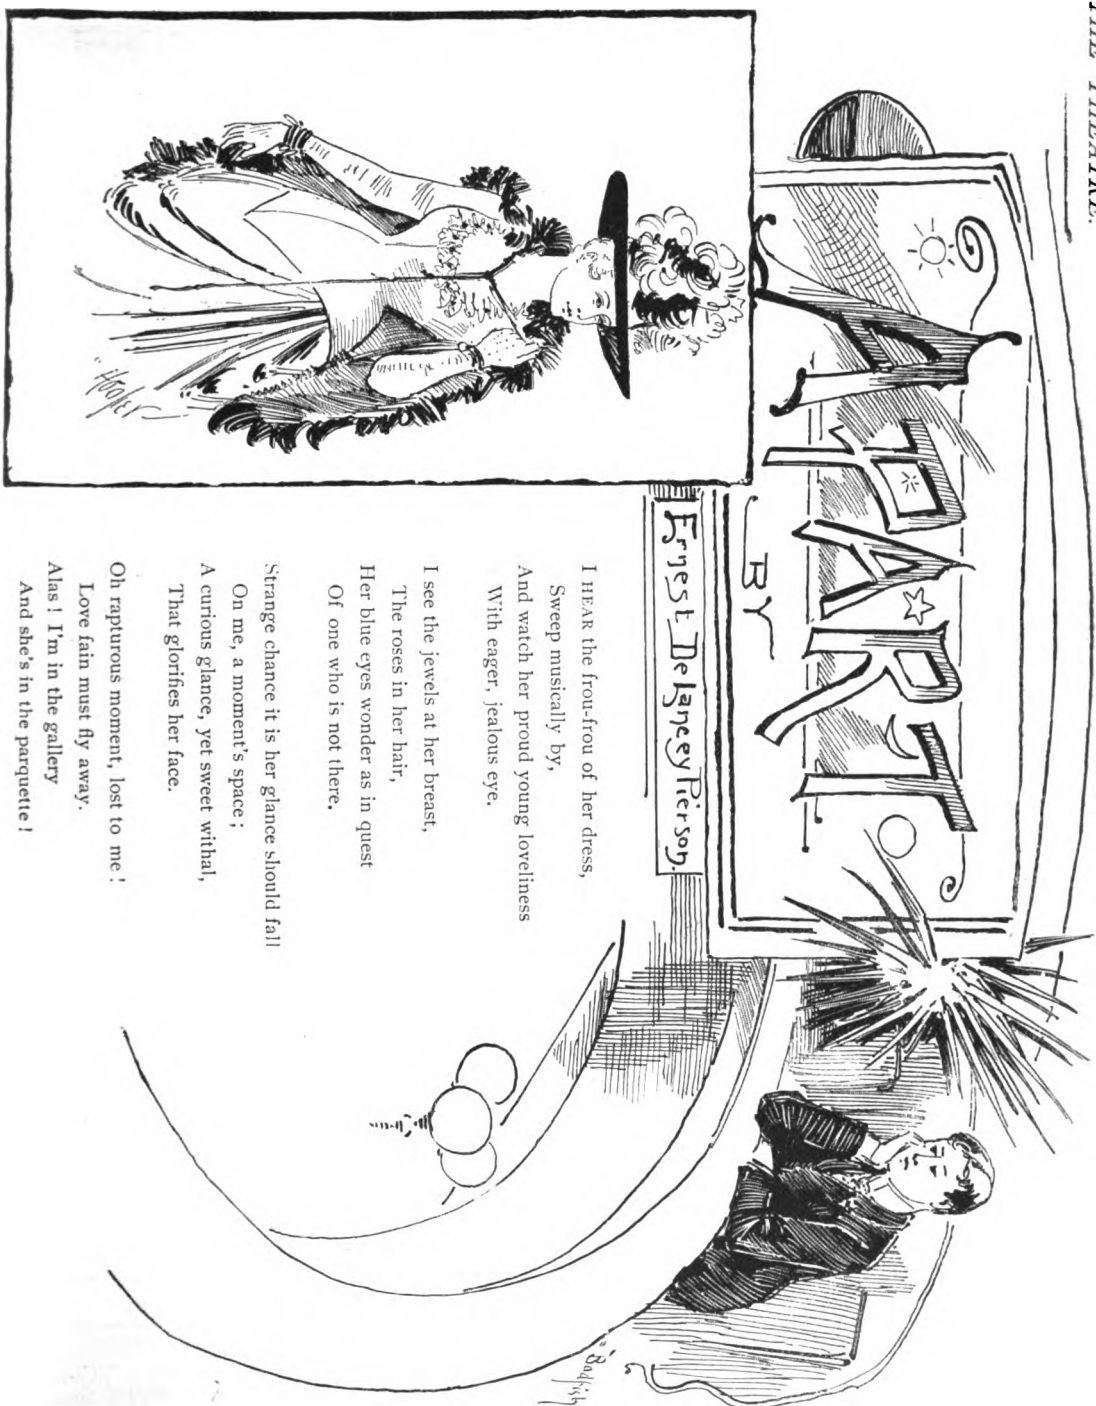 THE THEATRE.
APART
BY
Ernest DeLancey Pierson.
I HEAR the frou-frou of her dress,
Sweep musically by,
And watch her proud young loveliness
With eager, jealous eye.
I see the jewels at her breast,
The roses in her hair,
Her blue eyes wonder as in quest
Of one who is not there.
Strange chance it is her glance should fall
On me, a moment's space;
A curious glance, yet sweet withal,
That glorifies her face.
Oh rapturous moment, lost to me!
Love fain must fly away.
Alas! I'm in the gallery
And she's in the parquette!
"Badfish